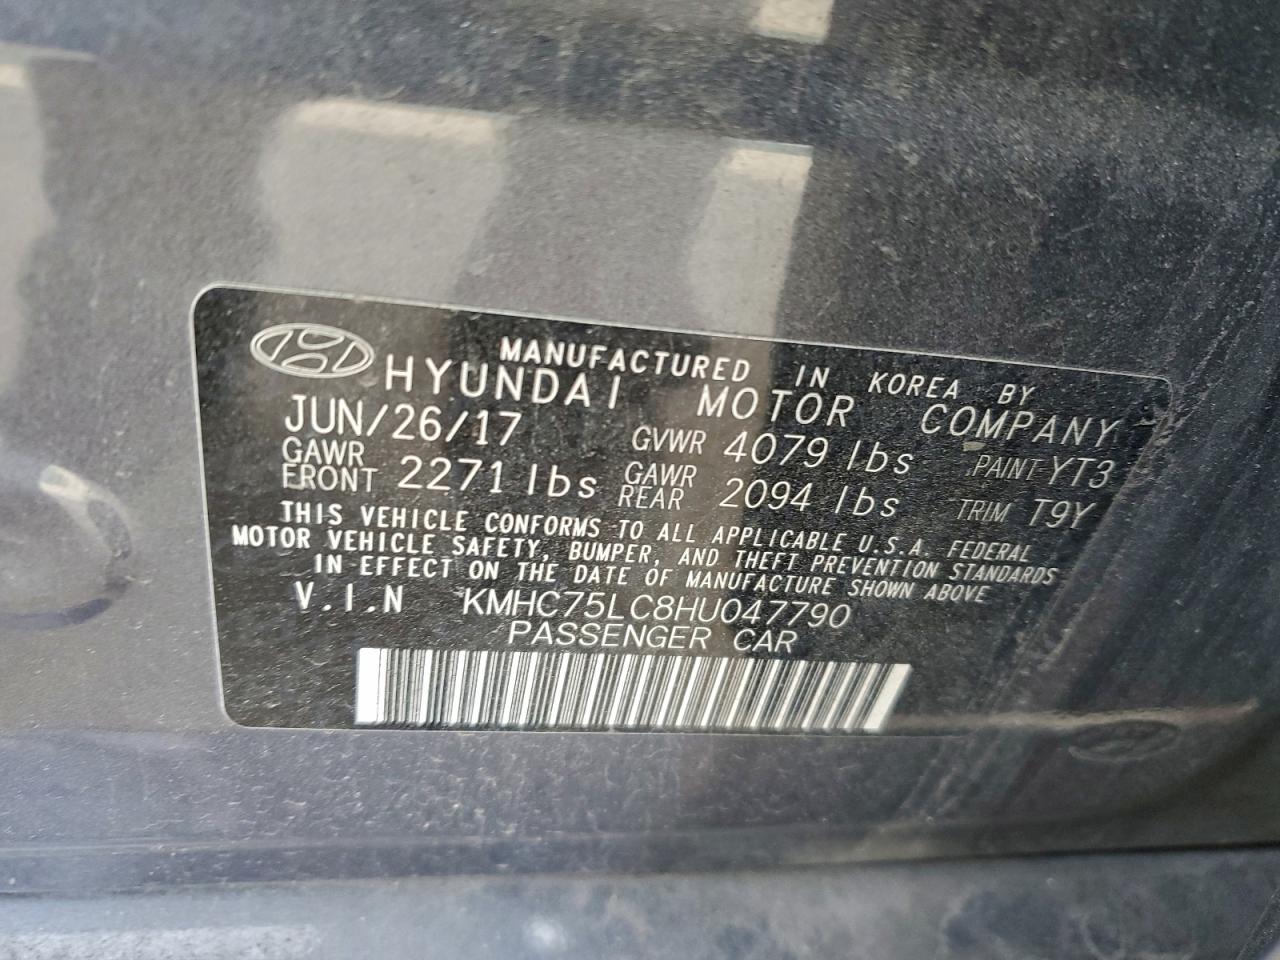 MANUFACTURED IN KOREA BY
HYUNDAI MOTOR COMPANY
JUN/26/17 GVWR 4079 lbs PAINT YT3
GAWR FRONT 2271 lbs GAWR REAR 2094 lbs TRIM T9Y
THIS VEHICLE CONFORMS TO ALL APPLICABLE U.S.A. FEDERAL
MOTOR VEHICLE SAFETY, BUMPER, AND THEFT PREVENTION STANDARDS
IN EFFECT ON THE DATE OF MANUFACTURE SHOWN ABOVE
V.I.N KMHC75LC8HU047790
PASSENGER CAR